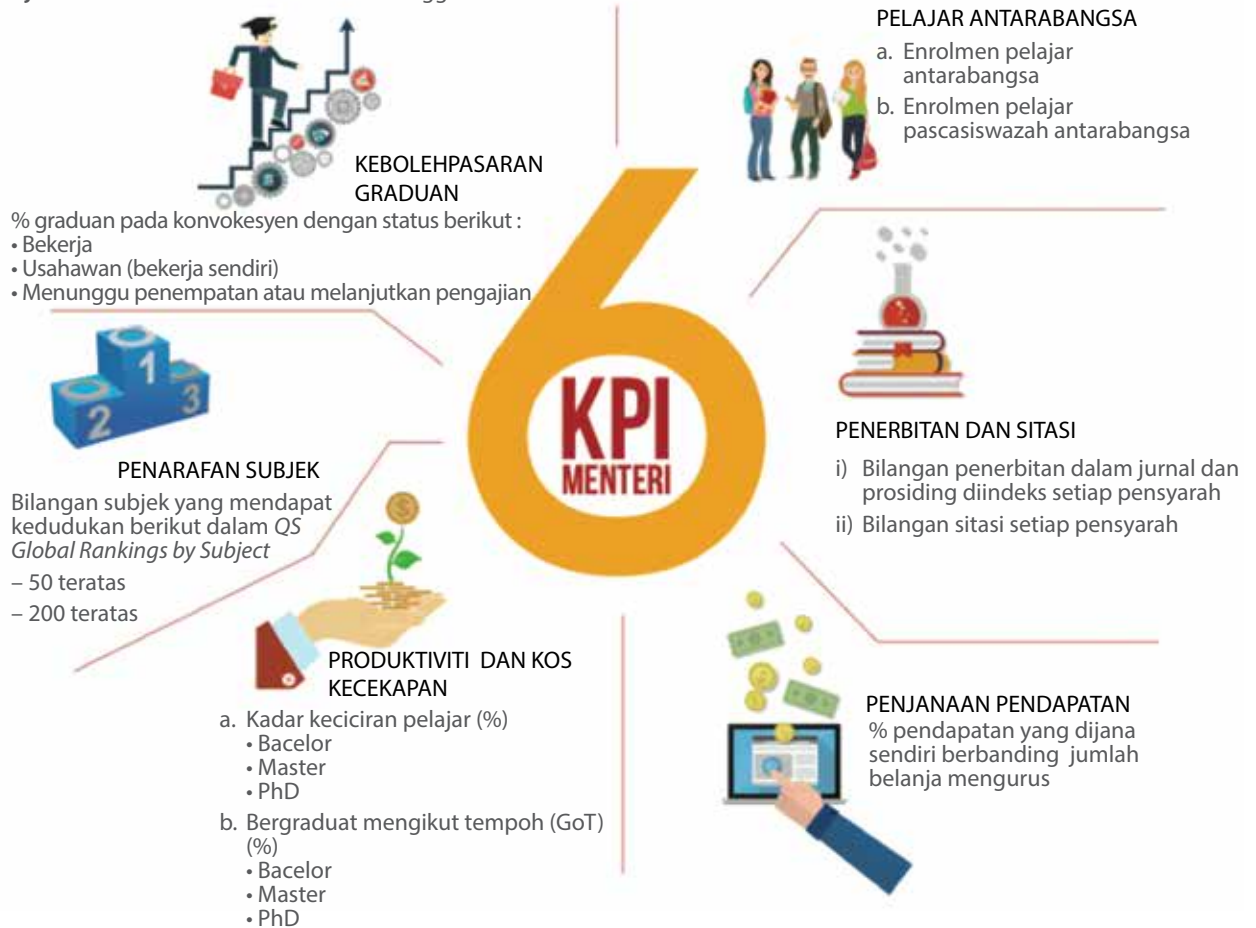 KEBOLEHPASARAN
GRADUAN
% graduan pada konvokesyen dengan status berikut :
• Bekerja
• Usahawan (bekerja sendiri)
• Menunggu penempatan atau melanjutkan pengajian
PELAJAR ANTARABANGSA
a. Enrolmen pelajar
antarabangsa
b. Enrolmen pelajar
pascasiswazah antarabangsa
1
2
3
PENARAFAN SUBJEK
Bilangan subjek yang mendapat
kedudukan berikut dalam QS
Global Rankings by Subject
– 50 teratas
– 200 teratas
6
KPI
MENTERI
PENERBITAN DAN SITASI
i) Bilangan penerbitan dalam jurnal dan
prosiding diindeks setiap pensyarah
ii) Bilangan sitasi setiap pensyarah
PRODUKTIVITI DAN KOS
KECEKAPAN
a. Kadar keciciran pelajar (%)
• Bacelor
• Master
• PhD
b. Bergraduat mengikut tempoh (GoT)
(%)
• Bacelor
• Master
• PhD
PENJANAAN PENDAPATAN
% pendapatan yang dijana
sendiri berbanding jumlah
belanja mengurus